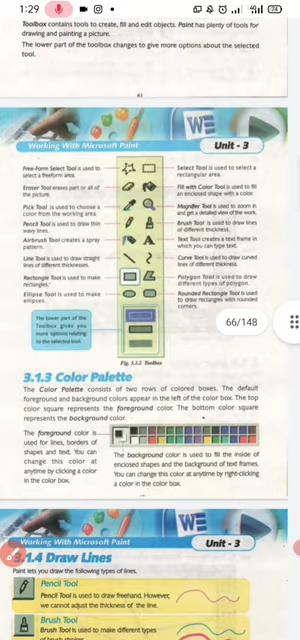 1:29
74
Toolbox contains tools to create, fill and edit objects. Paint has plenty of tools for
drawing and painting a picture.
The lower part of the toolbox changes to give more options about the selected
tool.
63
Working With Microsoft Paint
Unit - 3
Free-Form Select Tool is used to
select a freeform area.
Eraser Tool erases part or all of
the picture.
Pick Tool is used to choose a
color from the working area.
Pencil Tool is used to draw thin
wavy lines.
Airbrush Tool creates a spray
pattern.
Line Tool is used to draw straight
lines of different thicknesses.
Rectangle Tool is used to make
rectangles.
Ellipse Tool is used to make
ellipses.
Select Tool is used to select a
rectangular area.
Fill with Color Tool is used to fill
an enclosed shape with a color.
Magnifier Tool is used to zoom in
and get a detailed view of the work.
Brush Tool is used to draw lines
of different thickness.
Text Tool creates a text frame in
which you can type text.
Curve Tool is used to draw curved
lines of different thickness.
Polygon Tool is used to draw
different types of polygon.
Rounded Rectangle Tool is used
to draw rectangles with rounded
corners.
The lower part of the
Toolbox gives you
more options relating
to the selected tool.
66/148
Fig. 3.1.2 Toolbox
3.1.3 Color Palette
The Color Palette consists of two rows of colored boxes. The default
foreground and background colors appear in the left of the color box. The top
color square represents the foreground color. The bottom color square
represents the background color.
The foreground color is
used for lines, borders of
shapes and text. You can
change this color at
anytime by clicking a color
in the color box.
The background color is used to fill the inside of
enclosed shapes and the background of text frames.
You can change this color at anytime by right-clicking
a color in the color box.
Working With Microsoft Paint
Unit - 3
3.1.4 Draw Lines
Paint lets you draw the following types of lines.
Pencil Tool
Pencil Tool is used to draw freehand. However,
we cannot adjust the thickness of the line.
Brush Tool
Brush Tool is used to make different types
of brush strokes.